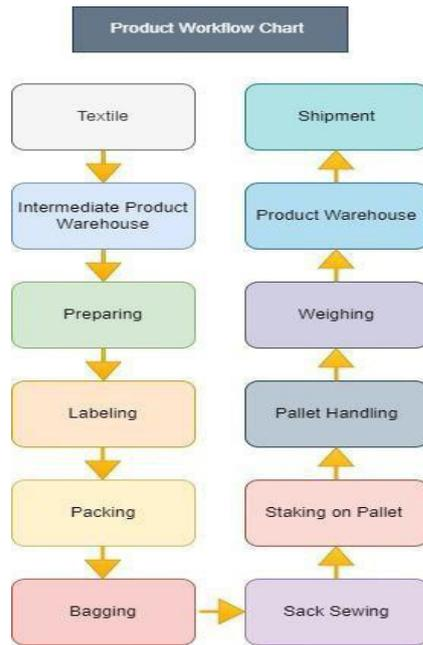 Product Workflow Chart
Textile
Intermediate Product
Warehouse
Preparing
Labeling
Packing
Bagging
Sack Sewing
Staking on Pallet
Pallet Handling
Weighing
Product Warehouse
Shipment